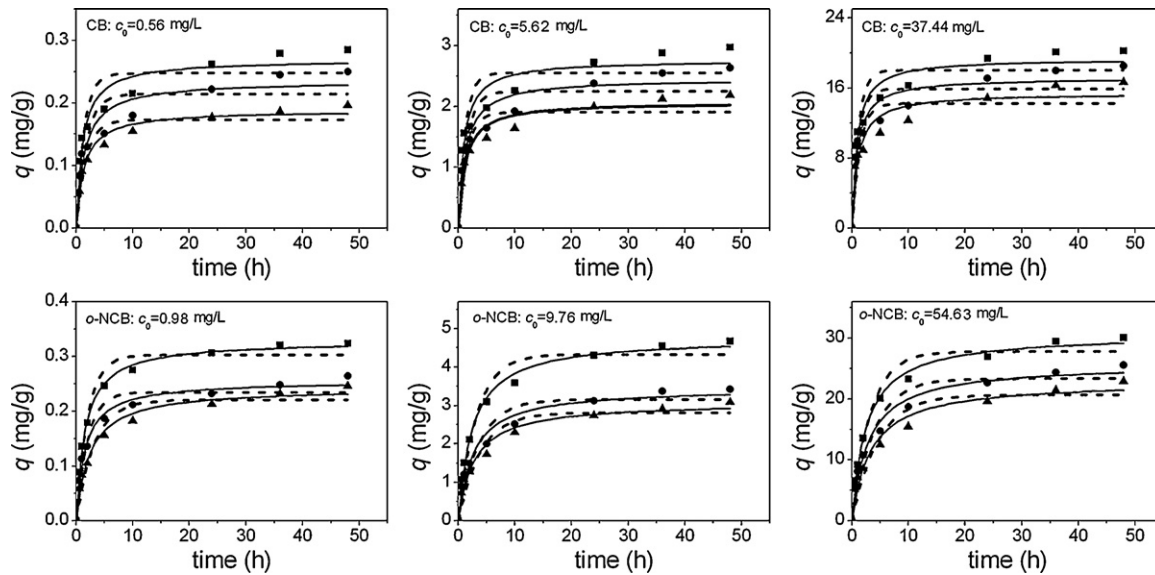 CB: c0=0.56 mg/L
q (mg/g)
0.3
0.2
0.1
0.0
0 10 20 30 40 50
time (h)
CB: c0=5.62 mg/L
q (mg/g)
3
2
1
0
0 10 20 30 40 50
time (h)
CB: c0=37.44 mg/L
q (mg/g)
24
16
8
0
0 10 20 30 40 50
time (h)
o-NCB: c0=0.98 mg/L
q (mg/g)
0.4
0.3
0.2
0.1
0.0
0 10 20 30 40 50
time (h)
o-NCB: c0=9.76 mg/L
q (mg/g)
5
4
3
2
1
0
0 10 20 30 40 50
time (h)
o-NCB: c0=54.63 mg/L
q (mg/g)
30
20
10
0
0 10 20 30 40 50
time (h)